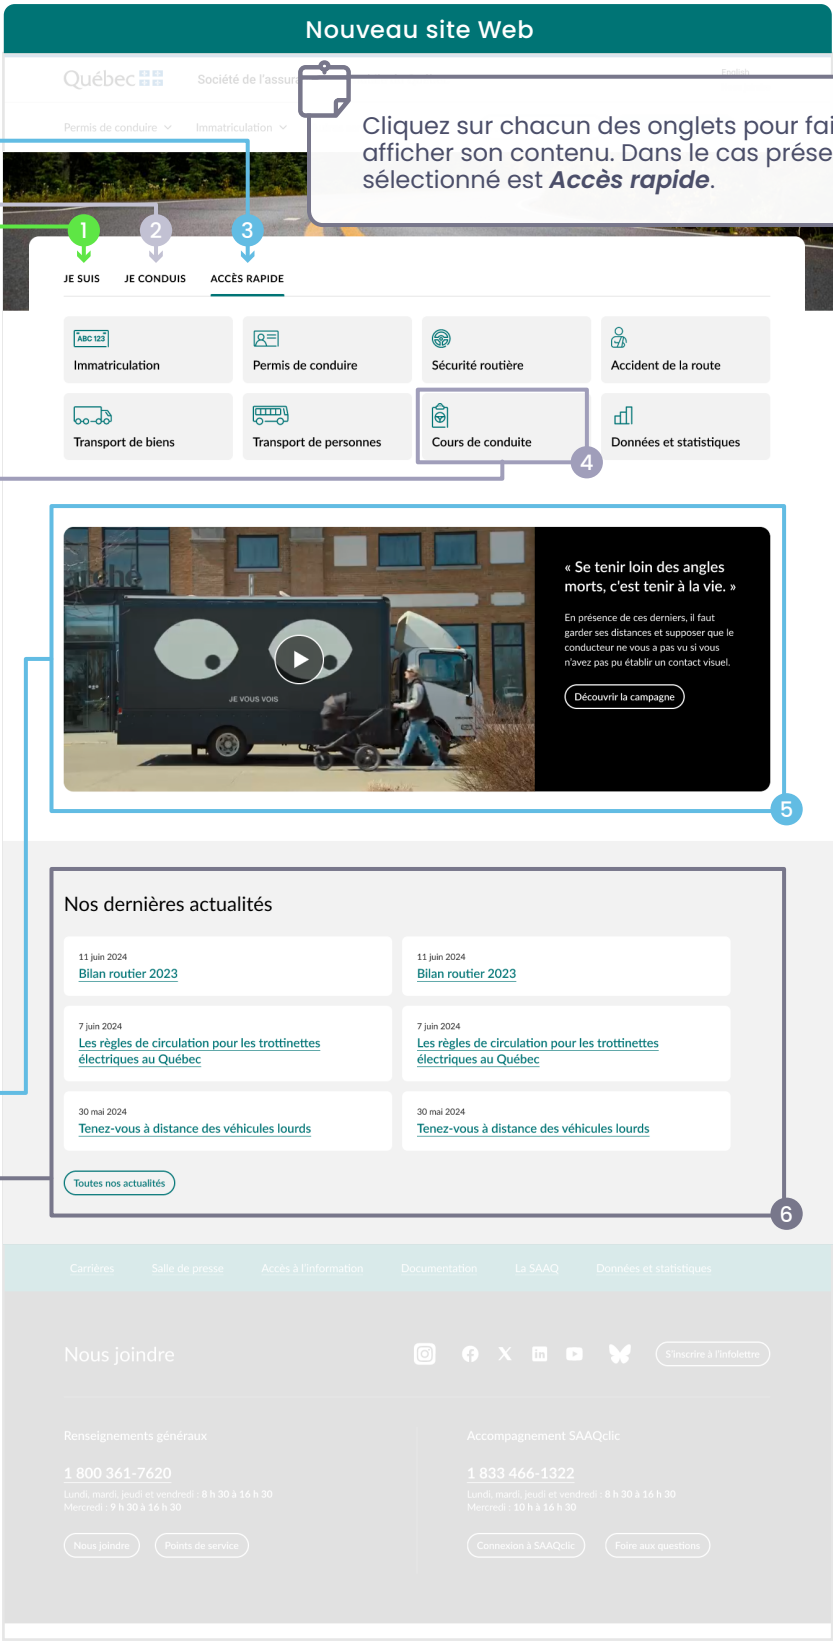 Nouveau site Web
Québec
Société de l'assura
English
Permis de conduire
Immatriculation
Cliquez sur chacun des onglets pour fai
afficher son contenu. Dans le cas prése
sélectionné est Accès rapide.
1
2
3
JE SUIS
JE CONDUIS
ACCÈS RAPIDE
ABC 123
Immatriculation
Permis de conduire
Sécurité routière
Accident de la route
Transport de biens
Transport de personnes
Cours de conduite
Données et statistiques
4
arché
JE VOUS VOIS
« Se tenir loin des angles
morts, c'est tenir à la vie. »
En présence de ces derniers, il faut
garder ses distances et supposer que le
conducteur ne vous a pas vu si vous
n'avez pas pu établir un contact visuel.
Découvrir la campagne
5
Nos dernières actualités
11 juin 2024
Bilan routier 2023
11 juin 2024
Bilan routier 2023
7 juin 2024
Les règles de circulation pour les trottinettes
électriques au Québec
7 juin 2024
Les règles de circulation pour les trottinettes
électriques au Québec
30 mai 2024
Tenez-vous à distance des véhicules lourds
30 mai 2024
Tenez-vous à distance des véhicules lourds
Toutes nos actualités
6
Carrières
Salle de presse
Accès à l'information
Documentation
La SAAQ
Données et statistiques
Nous joindre
S'inscrire à l'infolettre
Renseignements généraux
1 800 361-7620
Lundi, mardi, jeudi et vendredi : 8 h 30 à 16 h 30
Mercredi : 9 h 30 à 16 h 30
Nous joindre
Points de service
Accompagnement SAAQclic
1 833 466-1322
Lundi, mardi, jeudi et vendredi : 8 h 30 à 16 h 30
Mercredi : 10 h à 16 h 30
Connexion à SAAQclic
Foire aux questions